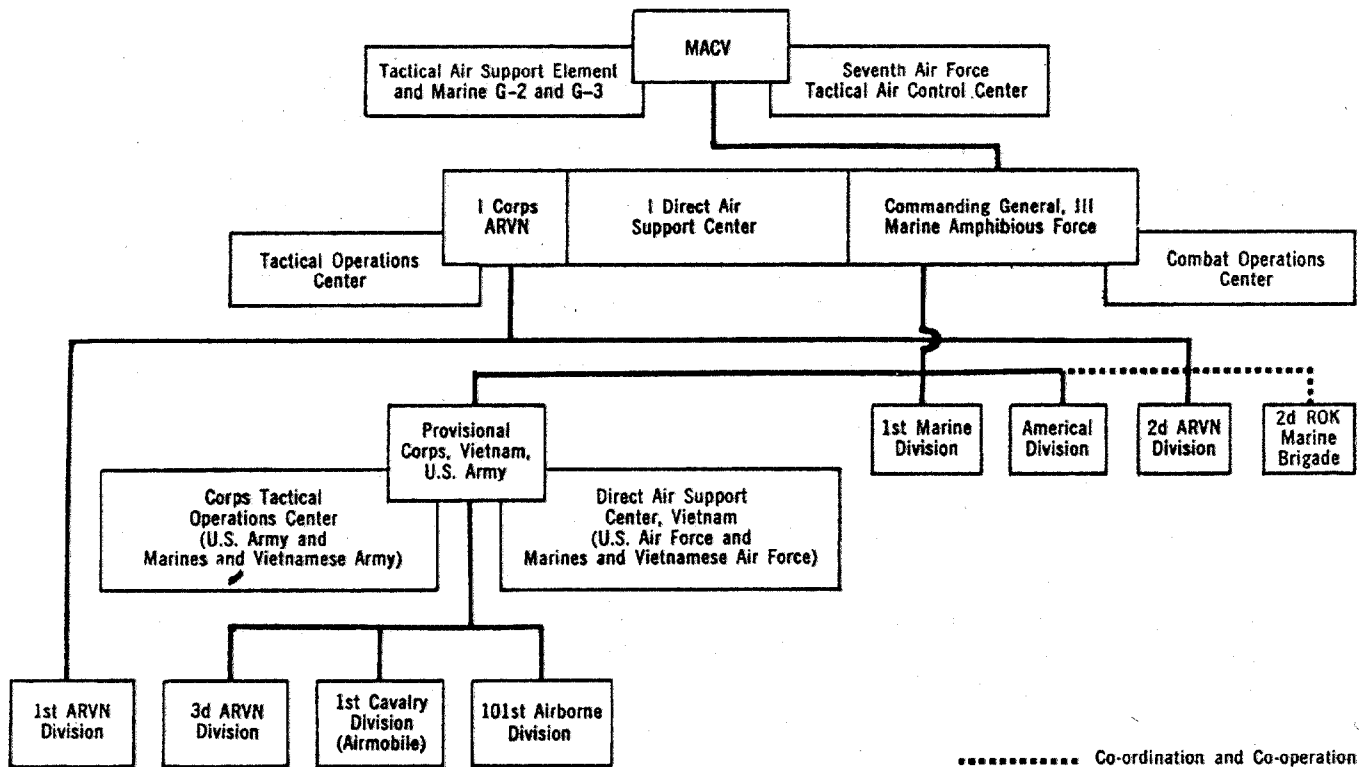 MACV
Tactical Air Support Element
and Marine G-2 and G-3
Seventh Air Force
Tactical Air Control Center
I Corps
ARVN
I Direct Air
Support Center
Commanding General, III
Marine Amphibious Force
Tactical Operations
Center
Combat Operations
Center
Provisional
Corps, Vietnam,
U.S. Army
1st Marine
Division
Americal
Division
2d ARVN
Division
2d ROK
Marine
Brigade
Corps Tactical
Operations Center
(U.S. Army and
Marines and Vietnamese Army)
Direct Air Support
Center, Vietnam
(U.S. Air Force and
Marines and Vietnamese Air Force)
1st ARVN
Division
3d ARVN
Division
1st Cavalry
Division
(Airmobile)
101st Airborne
Division
Co-ordination and Co-operation